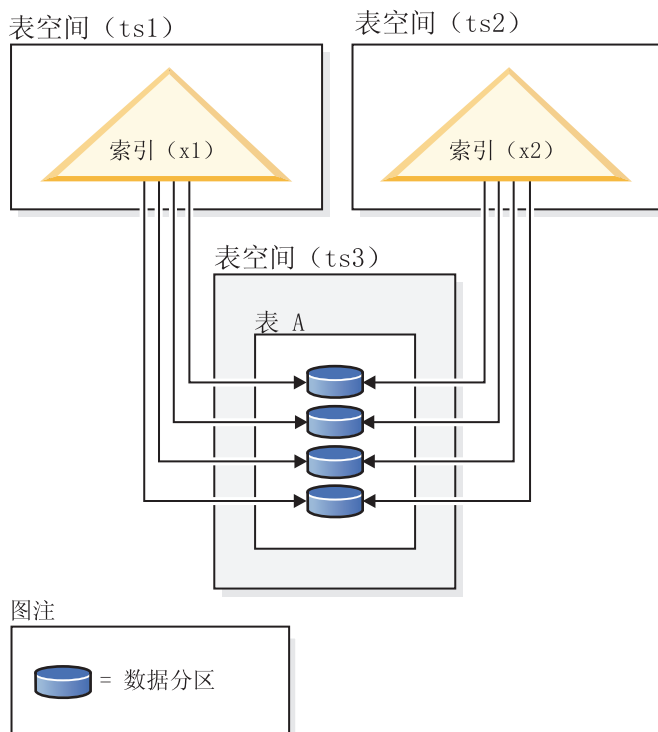 表空间（ts1）
表空间（ts2）
索引（x1）
索引（x2）
表空间（ts3）
表 A
图注
= 数据分区